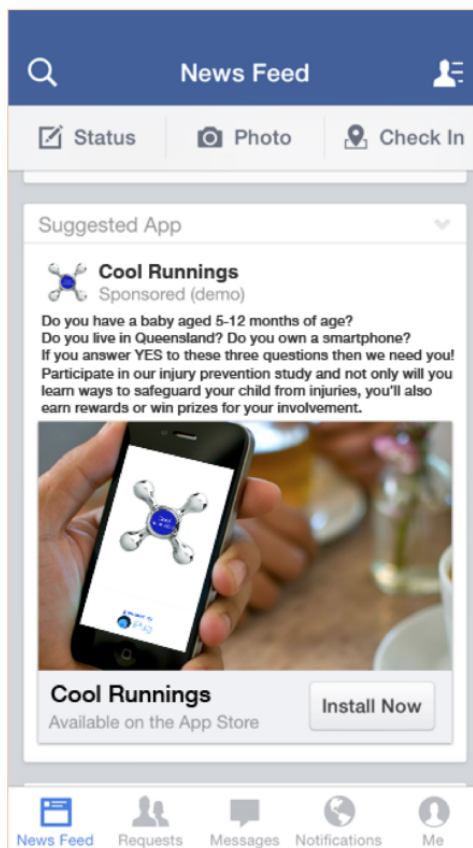 News Feed
Status
Photo
Check In
Suggested App
Cool Runnings
Sponsored (demo)
Do you have a baby aged 5-12 months of age?
Do you live in Queensland? Do you own a smartphone?
If you answer YES to these three questions then we need you!
Participate in our injury prevention study and not only will you
learn ways to safeguard your child from injuries, you'll also
earn rewards or win prizes for your involvement.
Cool
Cool Runnings
Available on the App Store
Install Now
News Feed
Requests
Messages
Notifications
Me